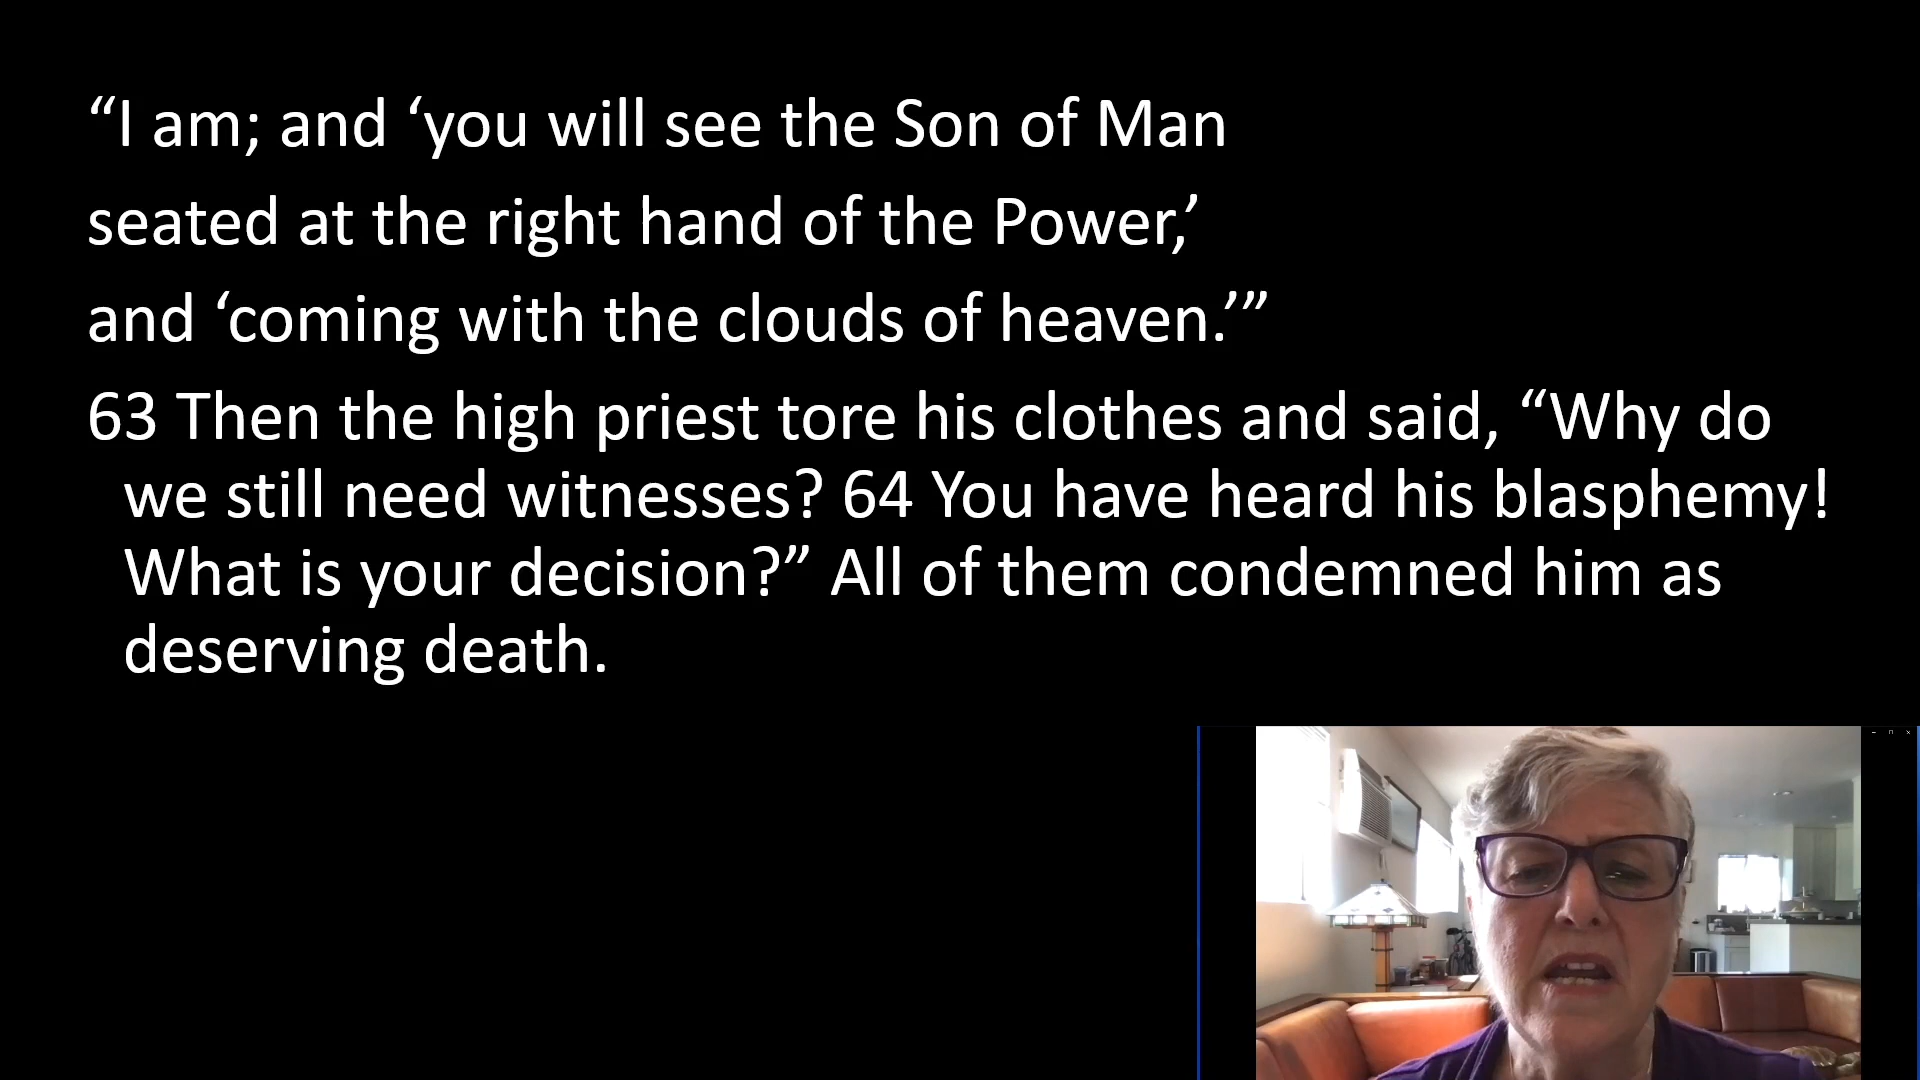 “I am; and ‘you will see the Son of Man
seated at the right hand of the Power,’
and ‘coming with the clouds of heaven.’”
63 Then the high priest tore his clothes and said, “Why do
we still need witnesses? 64 You have heard his blasphemy!
What is your decision?” All of them condemned him as
deserving death.